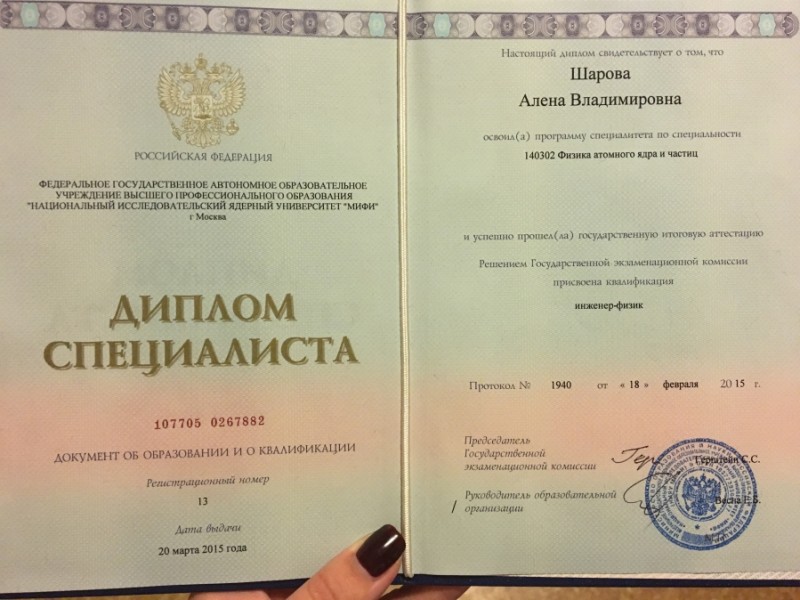 РОССИЙСКАЯ ФЕДЕРАЦИЯ
ФЕДЕРАЛЬНОЕ ГОСУДАРСТВЕННОЕ АВТОНОМНОЕ ОБРАЗОВАТЕЛЬНОЕ
УЧРЕЖДЕНИЕ ВЫСШЕГО ПРОФЕССИОНАЛЬНОГО ОБРАЗОВАНИЯ
"НАЦИОНАЛЬНЫЙ ИССЛЕДОВАТЕЛЬСКИЙ ЯДЕРНЫЙ УНИВЕРСИТЕТ "МИФИ"
г Москва
ДИПЛОМ
СПЕЦИАЛИСТА
107705 0267882
ДОКУМЕНТ ОБ ОБРАЗОВАНИИ И О КВАЛИФИКАЦИИ
Регистрационный номер
13
Дата выдачи
20 марта 2015 года
Настоящий диплом свидетельствует о том, что
Шарова
Алена Владимировна
освоил(а) программу специалитета по специальности
140302 Физика атомного ядра и частиц
и успешно прошел(ла) государственную итоговую аттестацию
Решением Государственной экзаменационной комиссии
присвоена квалификация
инженер-физик
Протокол № 1940 от « 18 » февраля 2015 г.
Председатель
Государственной
экзаменационной комиссии
С.С.
Руководитель образовательной
/ организации
Весна Е.Б.